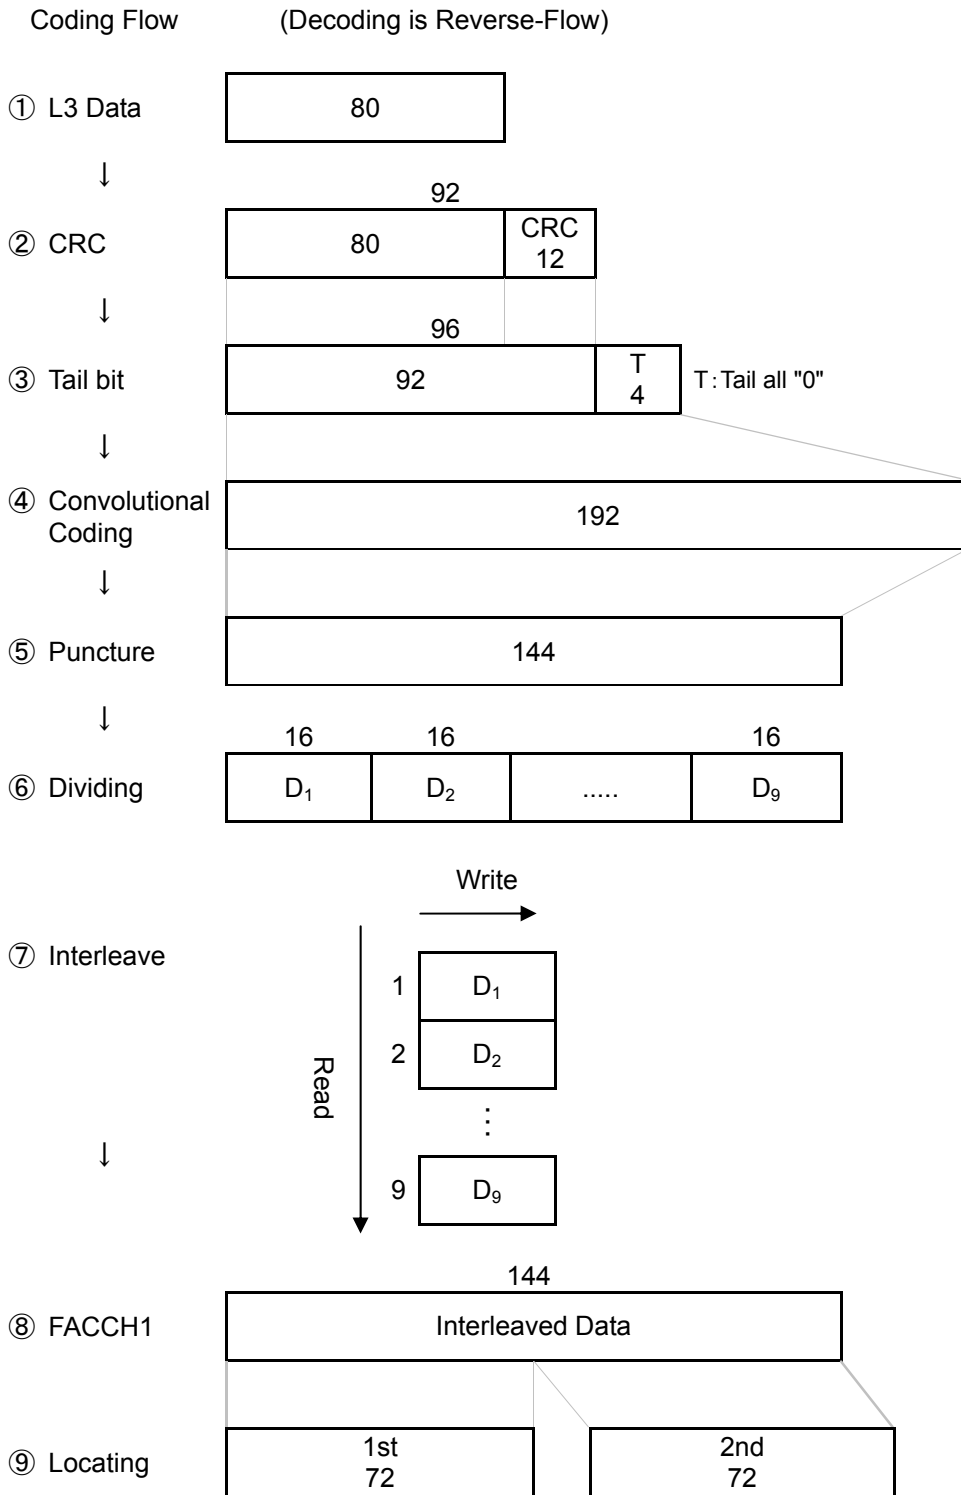 Coding Flow (Decoding is Reverse-Flow)
① L3 Data 80
↓
92
② CRC 80 CRC 12
↓
96
③ Tail bit 92 T 4 T : Tail all "0"
↓
④ Convolutional Coding 192
↓
⑤ Puncture 144
↓
16 16 16
⑥ Dividing D₁ D₂ ..... D₉
Write
⑦ Interleave
1 D₁
2 D₂
⋮
Read
↓
9 D₉
144
⑧ FACCH1 Interleaved Data
1st 2nd
⑨ Locating 72 72